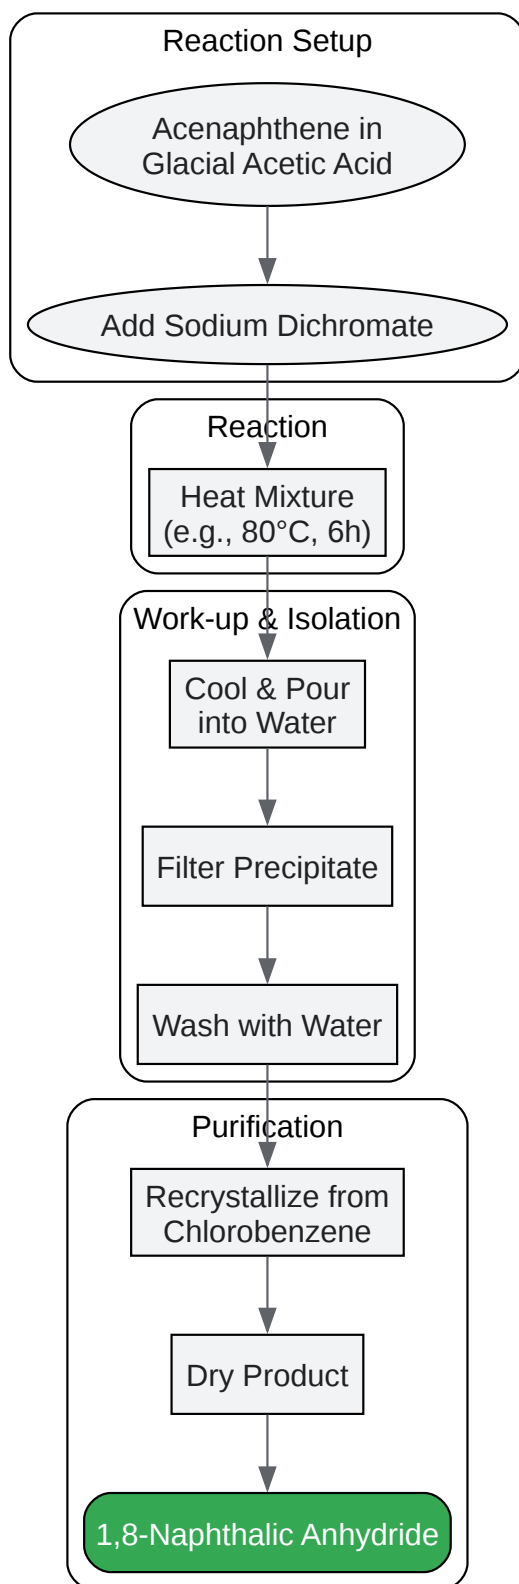 Reaction Setup
Acenaphthene in
Glacial Acetic Acid
Add Sodium Dichromate
Reaction
Heat Mixture
(e.g., 80°C, 6h)
Work-up & Isolation
Cool & Pour
into Water
Filter Precipitate
Wash with Water
Purification
Recrystallize from
Chlorobenzene
Dry Product
1,8-Naphthalic Anhydride